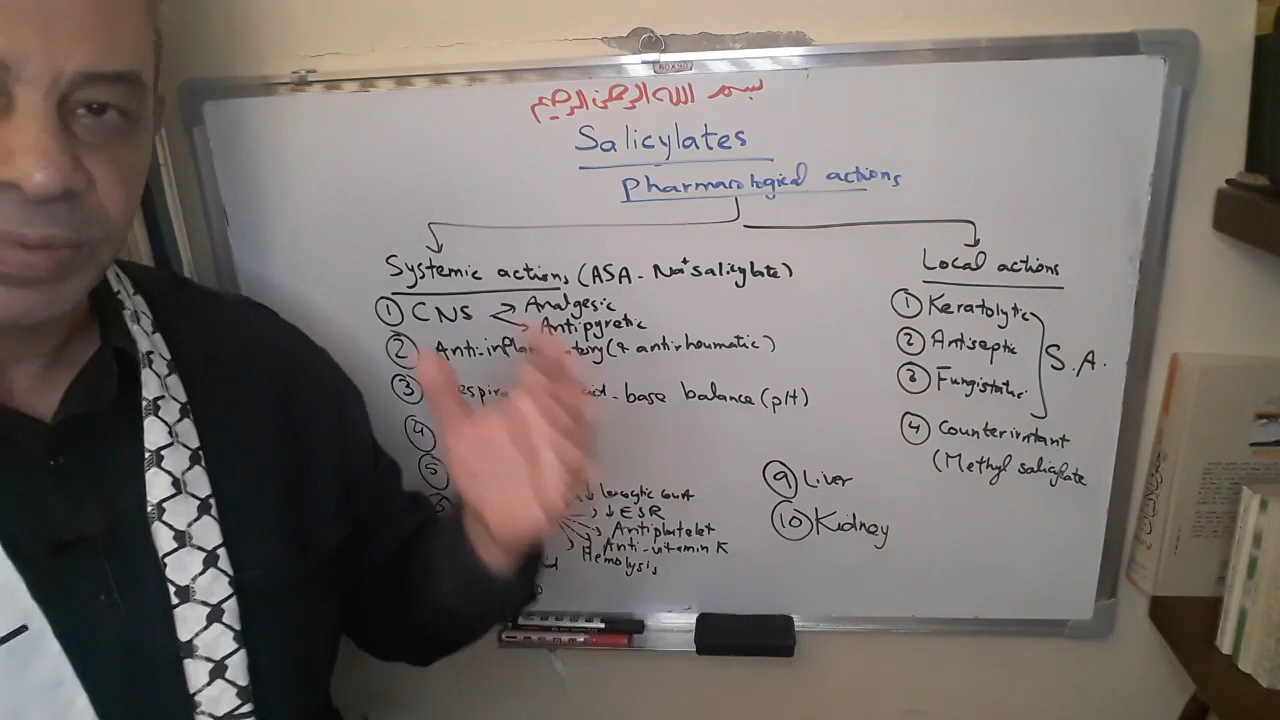 بسم الله الرحمن الرحيم
Salicylates
Pharmacological actions
Systemic actions (ASA - Na+ salicylate)
① CNS
Analgesic
Antipyretic
② Anti-inflammatory (& antirheumatic)
③ -base balance (pH)
④
⑤
⑥
↓ ESR
Antiplatelet
Anti-vitamin K
Hemolysis
⑨ Liver
⑩ Kidney
Local actions
① Keratolytic
② Antiseptic
③ Fungistatic
S.A.
④ Counterirritant
(Methyl salicylate
60X90